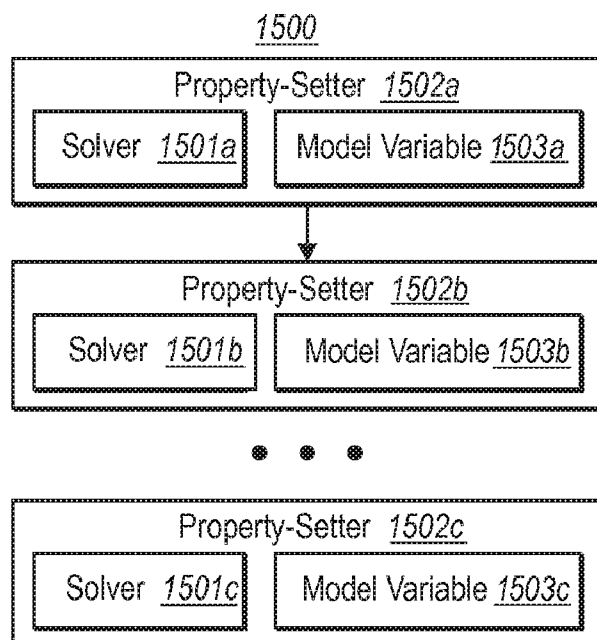 1500
Property-Setter 1502a
Solver 1501a Model Variable 1503a
Property-Setter 1502b
Solver 1501b Model Variable 1503b
Property-Setter 1502c
Solver 1501c Model Variable 1503c